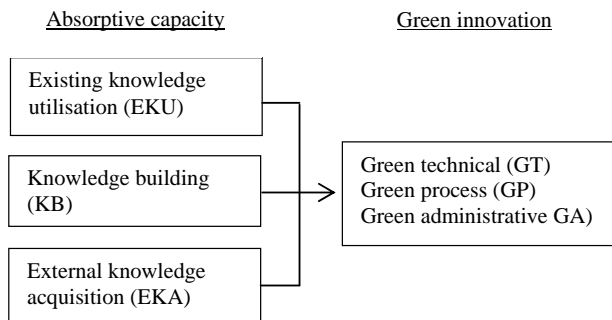 Absorptive capacity
Green innovation
Existing knowledge
utilisation (EKU)
Knowledge building
(KB)
External knowledge
acquisition (EKA)
Green technical (GT)
Green process (GP)
Green administrative GA)